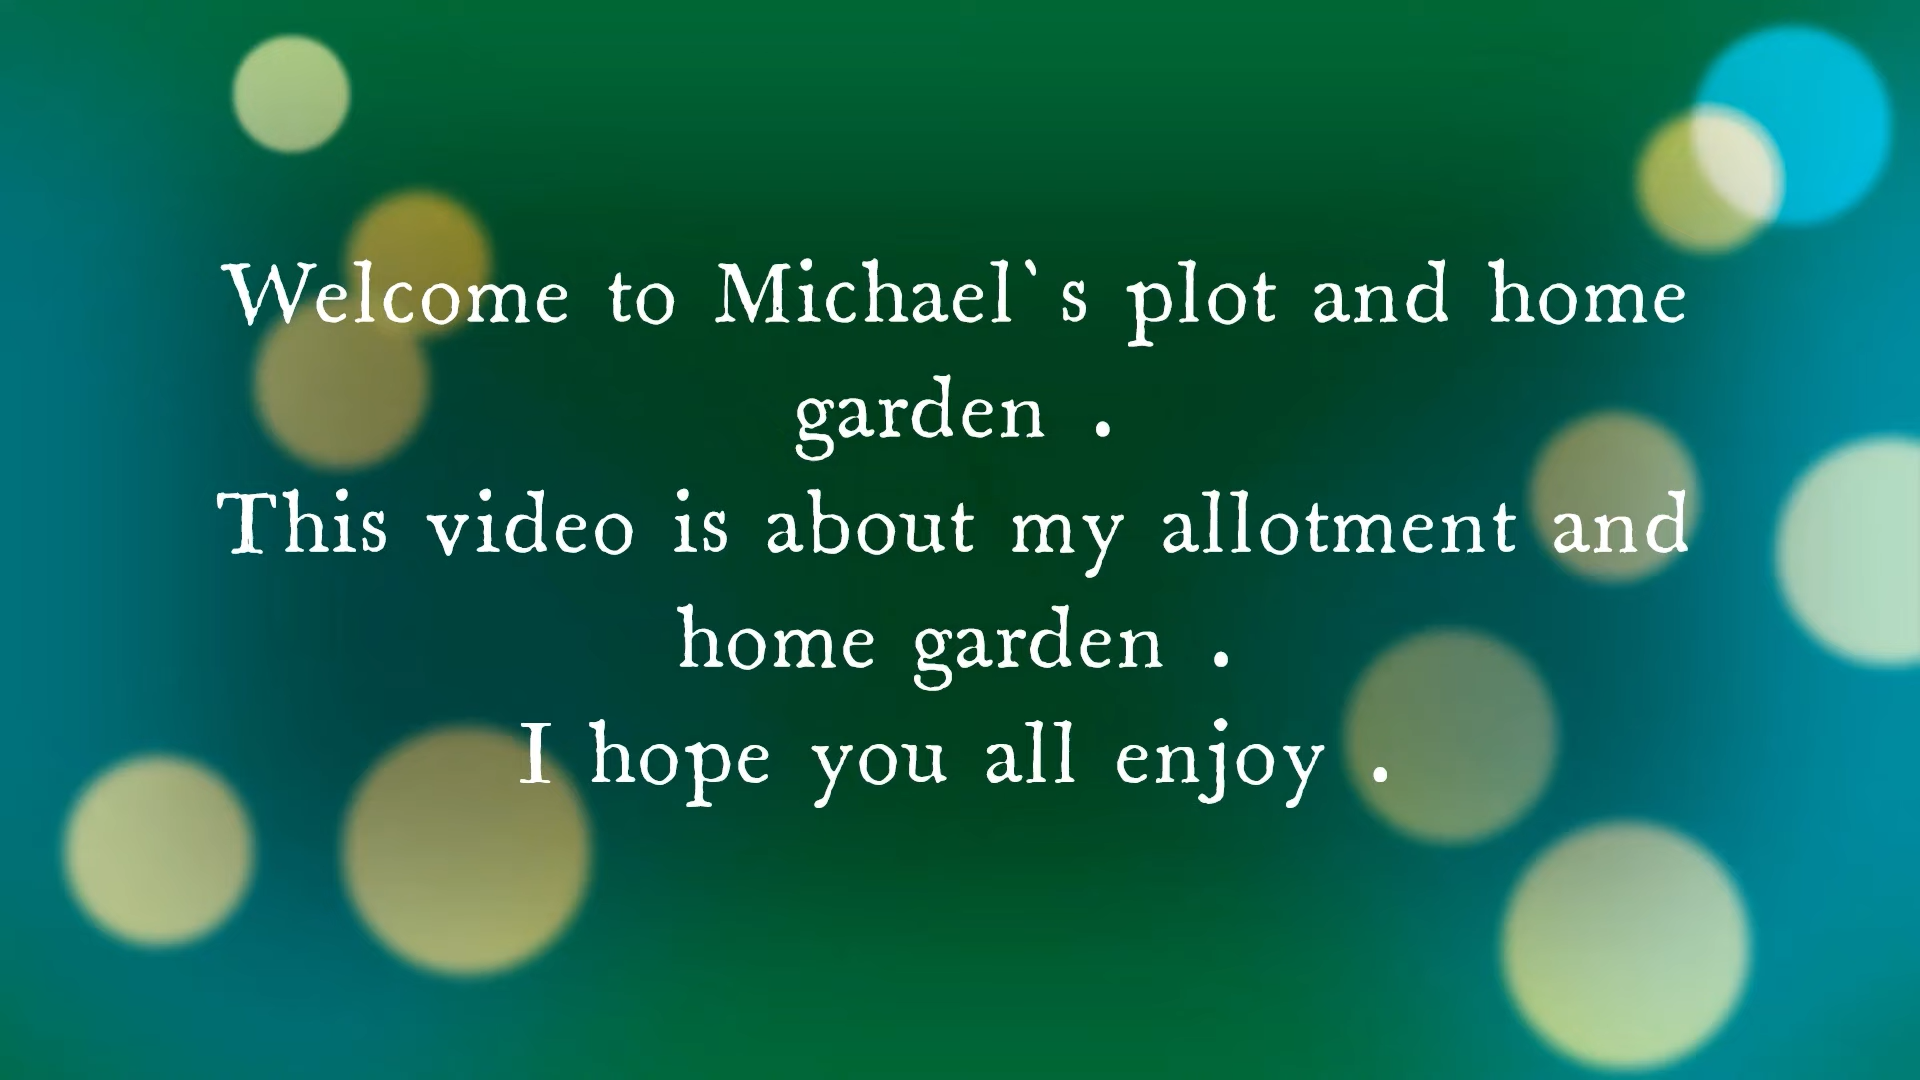 Welcome to Michael`s plot and home
garden .
This video is about my allotment and
home garden .
I hope you all enjoy .